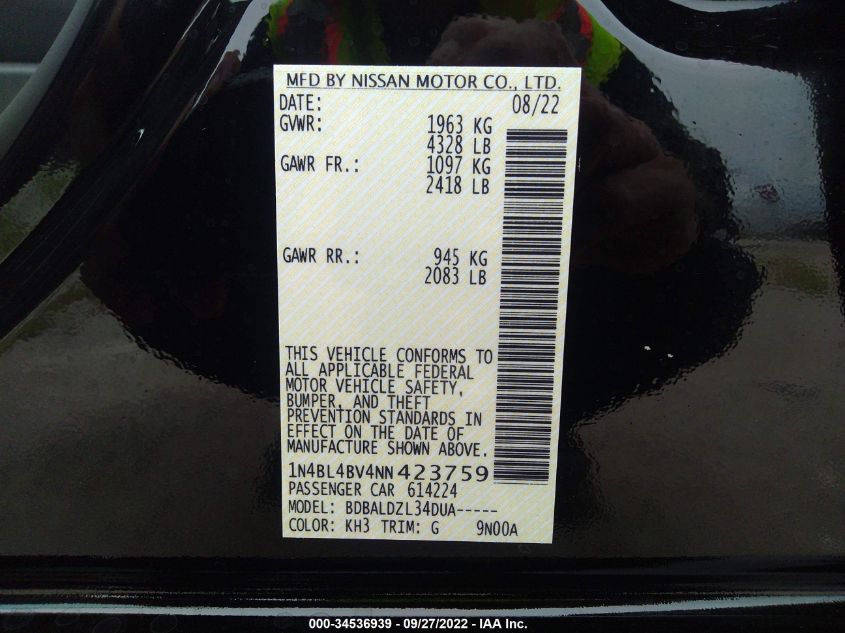 MFD BY NISSAN MOTOR CO., LTD.
DATE: 08/22
GVWR: 1963 KG
4328 LB
GAWR FR.: 1097 KG
2418 LB
GAWR RR.: 945 KG
2083 LB
THIS VEHICLE CONFORMS TO
ALL APPLICABLE FEDERAL
MOTOR VEHICLE SAFETY,
BUMPER, AND THEFT
PREVENTION STANDARDS IN
EFFECT ON THE DATE OF
MANUFACTURE SHOWN ABOVE.
1N4BL4BV4NN423759
PASSENGER CAR 614224
MODEL: BDBALDZL34DUA-----
COLOR: KH3 TRIM: G 9N00A
000-34536939 - 09/27/2022 - IAA Inc.